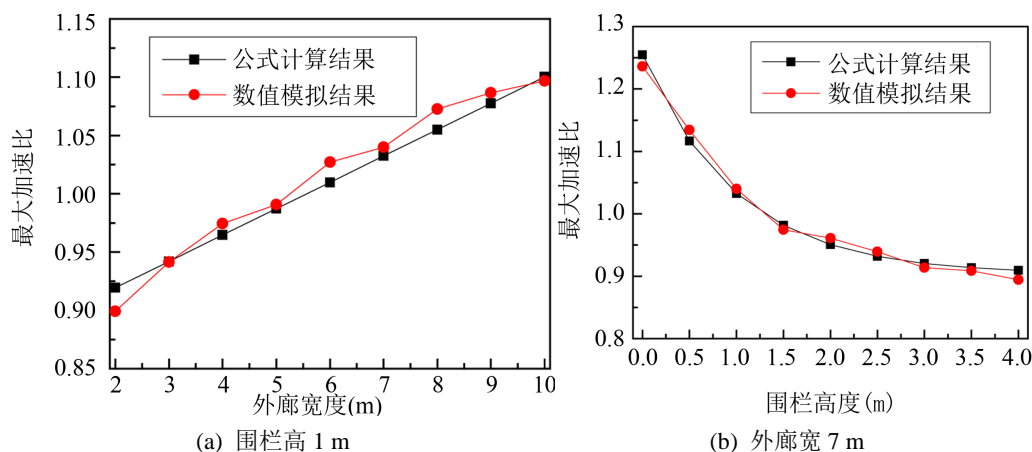 1.15
1.10
1.05
1.00
0.95
0.90
0.85
最大加速比
公式计算结果
数值模拟结果
2 3 4 5 6 7 8 9 10
外廊宽度(m)
(a) 围栏高 1 m
1.3
1.2
1.1
1.0
0.9
0.8
最大加速比
公式计算结果
数值模拟结果
0.0 0.5 1.0 1.5 2.0 2.5 3.0 3.5 4.0
围栏高度(m)
(b) 外廊宽 7 m